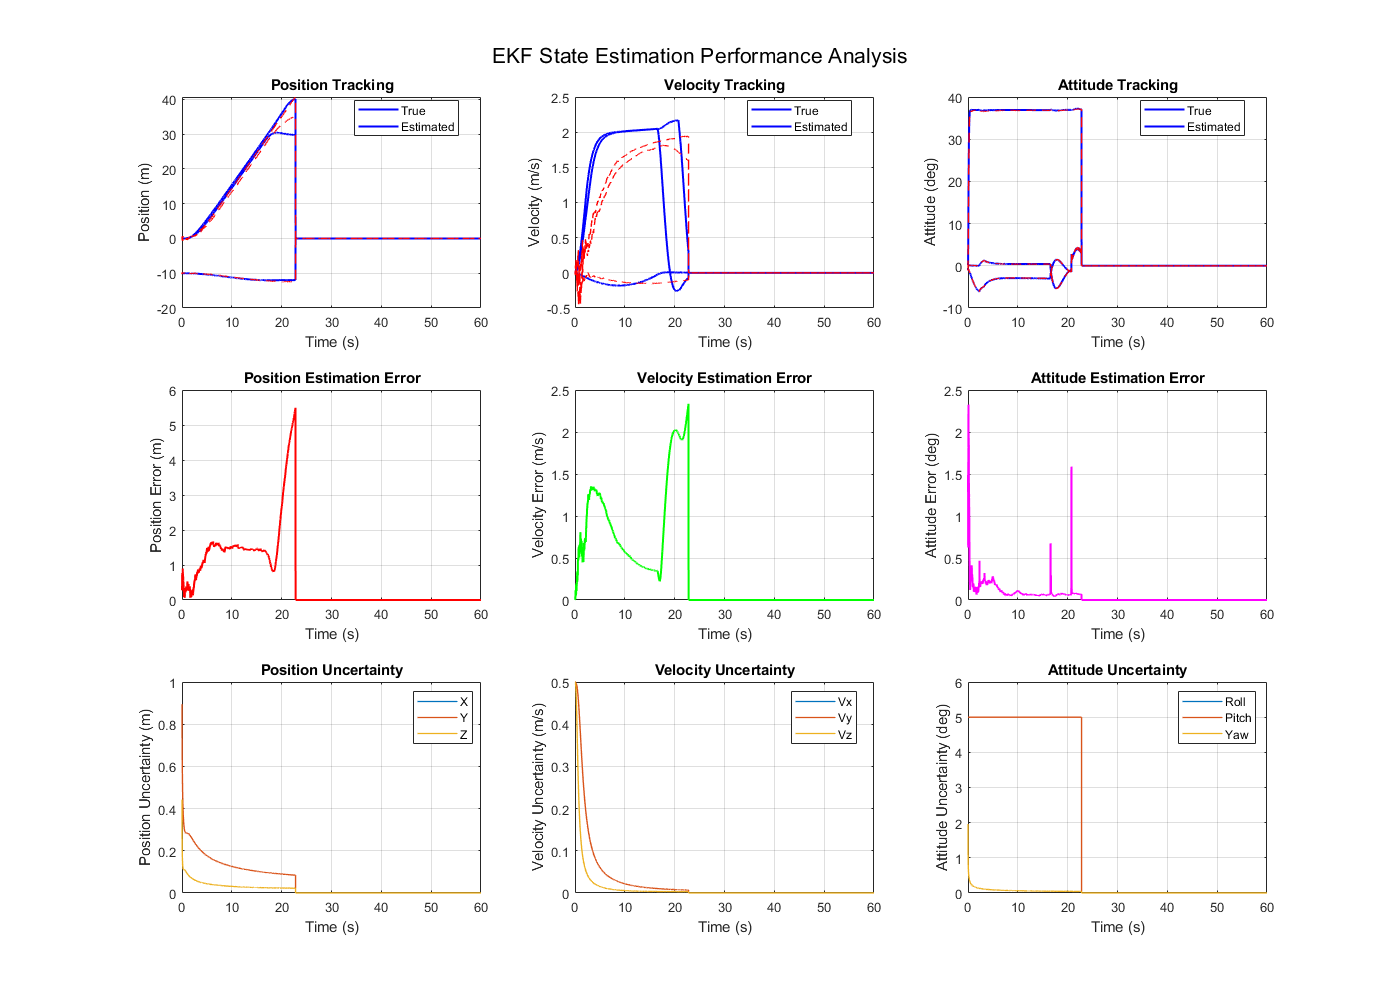 EKF State Estimation Performance Analysis
Position Tracking
True
Estimated
Position (m)
40
30
20
10
0
-10
-20
0 10 20 30 40 50 60
Time (s)
Velocity Tracking
True
Estimated
Velocity (m/s)
2.5
2
1.5
1
0.5
0
-0.5
0 10 20 30 40 50 60
Time (s)
Attitude Tracking
True
Estimated
Attitude (deg)
40
30
20
10
0
-10
0 10 20 30 40 50 60
Time (s)
Position Estimation Error
Position Error (m)
6
5
4
3
2
1
0
0 10 20 30 40 50 60
Time (s)
Velocity Estimation Error
Velocity Error (m/s)
2.5
2
1.5
1
0.5
0
0 10 20 30 40 50 60
Time (s)
Attitude Estimation Error
Attitude Error (deg)
2.5
2
1.5
1
0.5
0
0 10 20 30 40 50 60
Time (s)
Position Uncertainty
X
Y
Z
Position Uncertainty (m)
1
0.8
0.6
0.4
0.2
0
0 10 20 30 40 50 60
Time (s)
Velocity Uncertainty
Vx
Vy
Vz
Velocity Uncertainty (m/s)
0.5
0.4
0.3
0.2
0.1
0
0 10 20 30 40 50 60
Time (s)
Attitude Uncertainty
Roll
Pitch
Yaw
Attitude Uncertainty (deg)
6
5
4
3
2
1
0
0 10 20 30 40 50 60
Time (s)